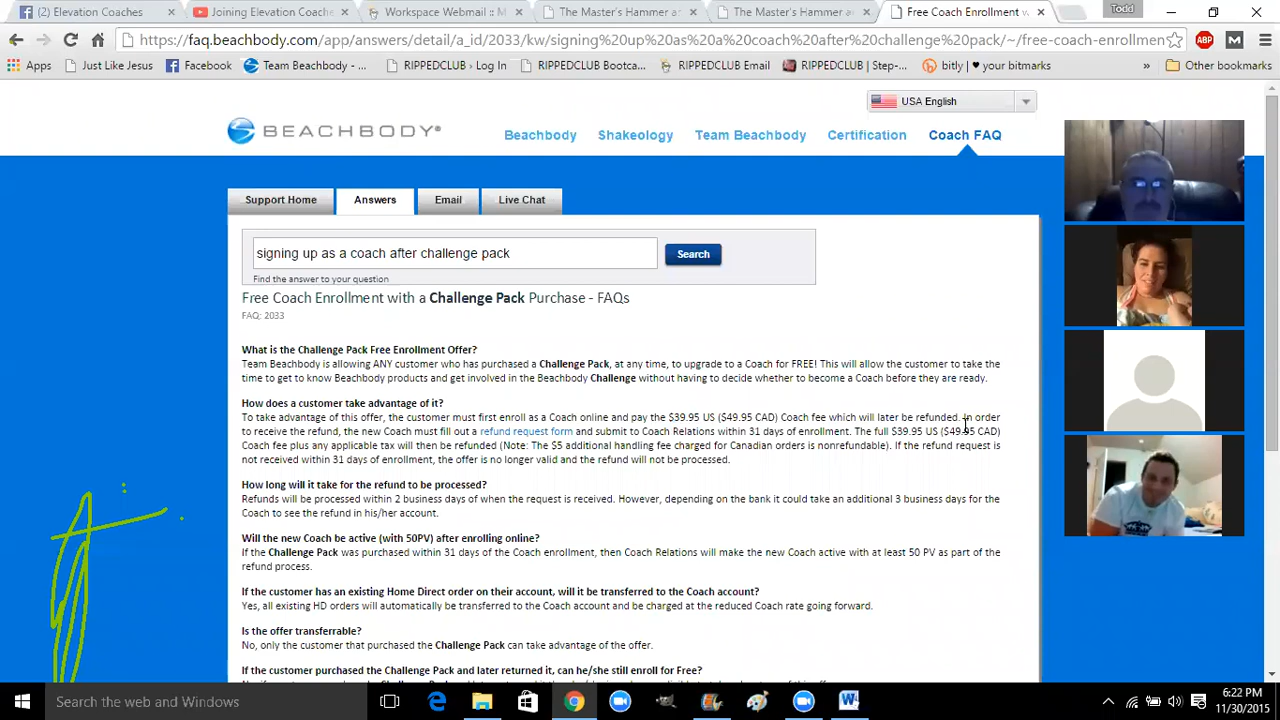 (2) Elevation Coaches
Joining Elevation Coache
Workspace Webmail :: M
The Master's Hammer a
The Master's Hammer a
Free Coach Enrollment w
Todd
https://faq.beachbody.com/app/answers/detail/a_id/2033/kw/signing%20up%20as%20a%20coach%20after%20challenge%20pack/~/free-coach-enrollmen
ABP
M
Apps
Just Like Jesus
Facebook
Team Beachbody - ...
RIPPEDCLUB › Log In
RIPPEDCLUB Bootca...
RIPPEDCLUB Email
RIPPEDCLUB | Step-...
bitly | ♥ your bitmarks
»
Other bookmarks
USA English
BEACHBODY®
Beachbody
Shakeology
Team Beachbody
Certification
Coach FAQ
Support Home
Answers
Email
Live Chat
signing up as a coach after challenge pack
Search
Find the answer to your question
Free Coach Enrollment with a Challenge Pack Purchase - FAQs
FAQ: 2033
What is the Challenge Pack Free Enrollment Offer?
Team Beachbody is allowing ANY customer who has purchased a Challenge Pack, at any time, to upgrade to a Coach for FREE! This will allow the customer to take the
time to get to know Beachbody products and get involved in the Beachbody Challenge without having to decide whether to become a Coach before they are ready.
How does a customer take advantage of it?
To take advantage of this offer, the customer must first enroll as a Coach online and pay the $39.95 US ($49.95 CAD) Coach fee which will later be refunded. In order
to receive the refund, the new Coach must fill out a refund request form and submit to Coach Relations within 31 days of enrollment. The full $39.95 US ($49.95 CAD)
Coach fee plus any applicable tax will then be refunded (Note: The $5 additional handling fee charged for Canadian orders is nonrefundable). If the refund request is
not received within 31 days of enrollment, the offer is no longer valid and the refund will not be processed.
How long will it take for the refund to be processed?
Refunds will be processed within 2 business days of when the request is received. However, depending on the bank it could take an additional 3 business days for the
Coach to see the refund in his/her account.
Will the new Coach be active (with 50PV) after enrolling online?
If the Challenge Pack was purchased within 31 days of the Coach enrollment, then Coach Relations will make the new Coach active with at least 50 PV as part of the
refund process.
If the customer has an existing Home Direct order on their account, will it be transferred to the Coach account?
Yes, all existing HD orders will automatically be transferred to the Coach account and be charged at the reduced Coach rate going forward.
Is the offer transferrable?
No, only the customer that purchased the Challenge Pack can take advantage of the offer.
If the customer purchased the Challenge Pack and later returned it, can he/she still enroll for Free?
Search the web and Windows
6:22 PM
11/30/2015